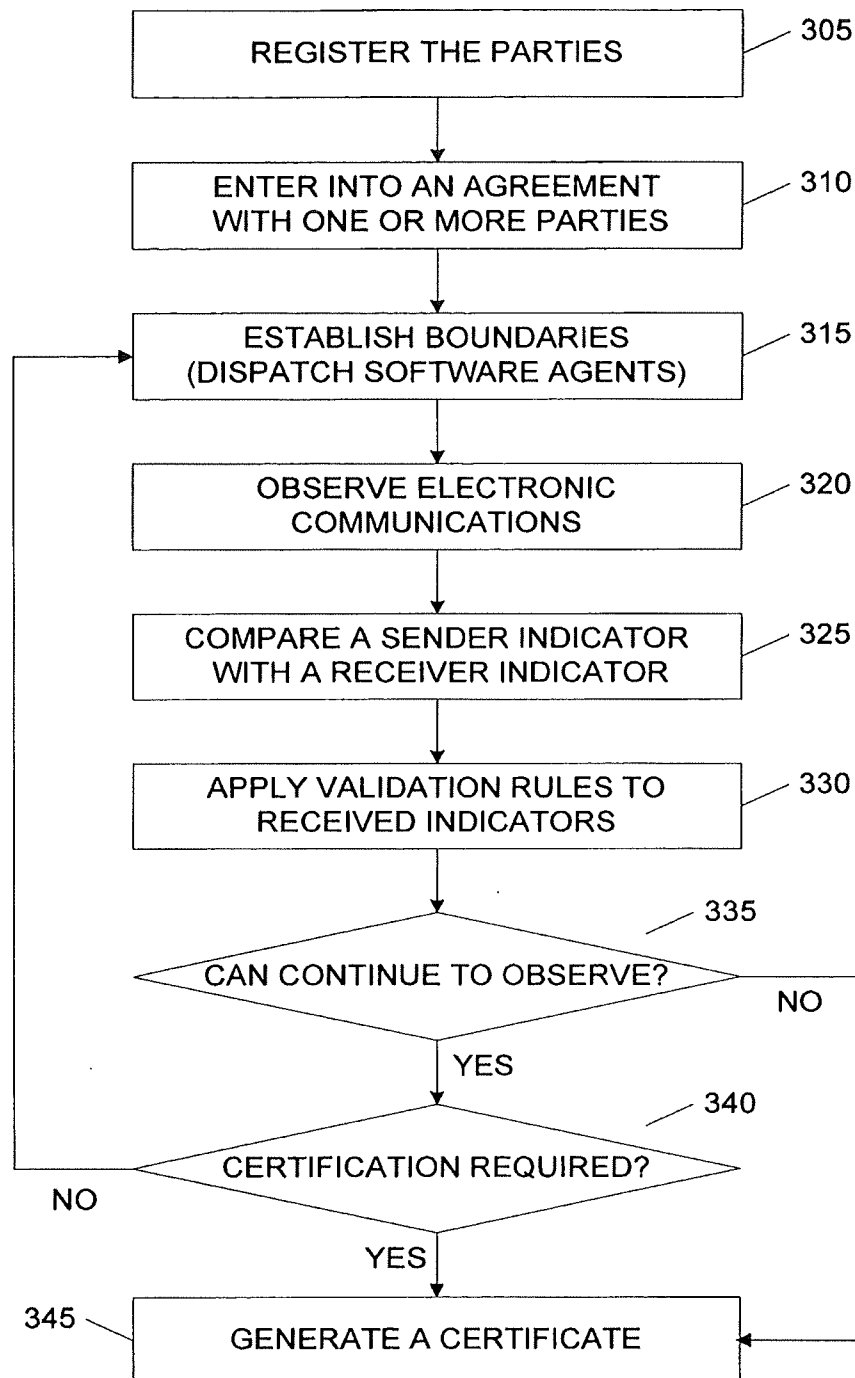 REGISTER THE PARTIES
305
ENTER INTO AN AGREEMENT
WITH ONE OR MORE PARTIES
310
ESTABLISH BOUNDARIES
(DISPATCH SOFTWARE AGENTS)
315
OBSERVE ELECTRONIC
COMMUNICATIONS
320
COMPARE A SENDER INDICATOR
WITH A RECEIVER INDICATOR
325
APPLY VALIDATION RULES TO
RECEIVED INDICATORS
330
335
CAN CONTINUE TO OBSERVE?
NO
YES
340
CERTIFICATION REQUIRED?
NO
YES
345
GENERATE A CERTIFICATE